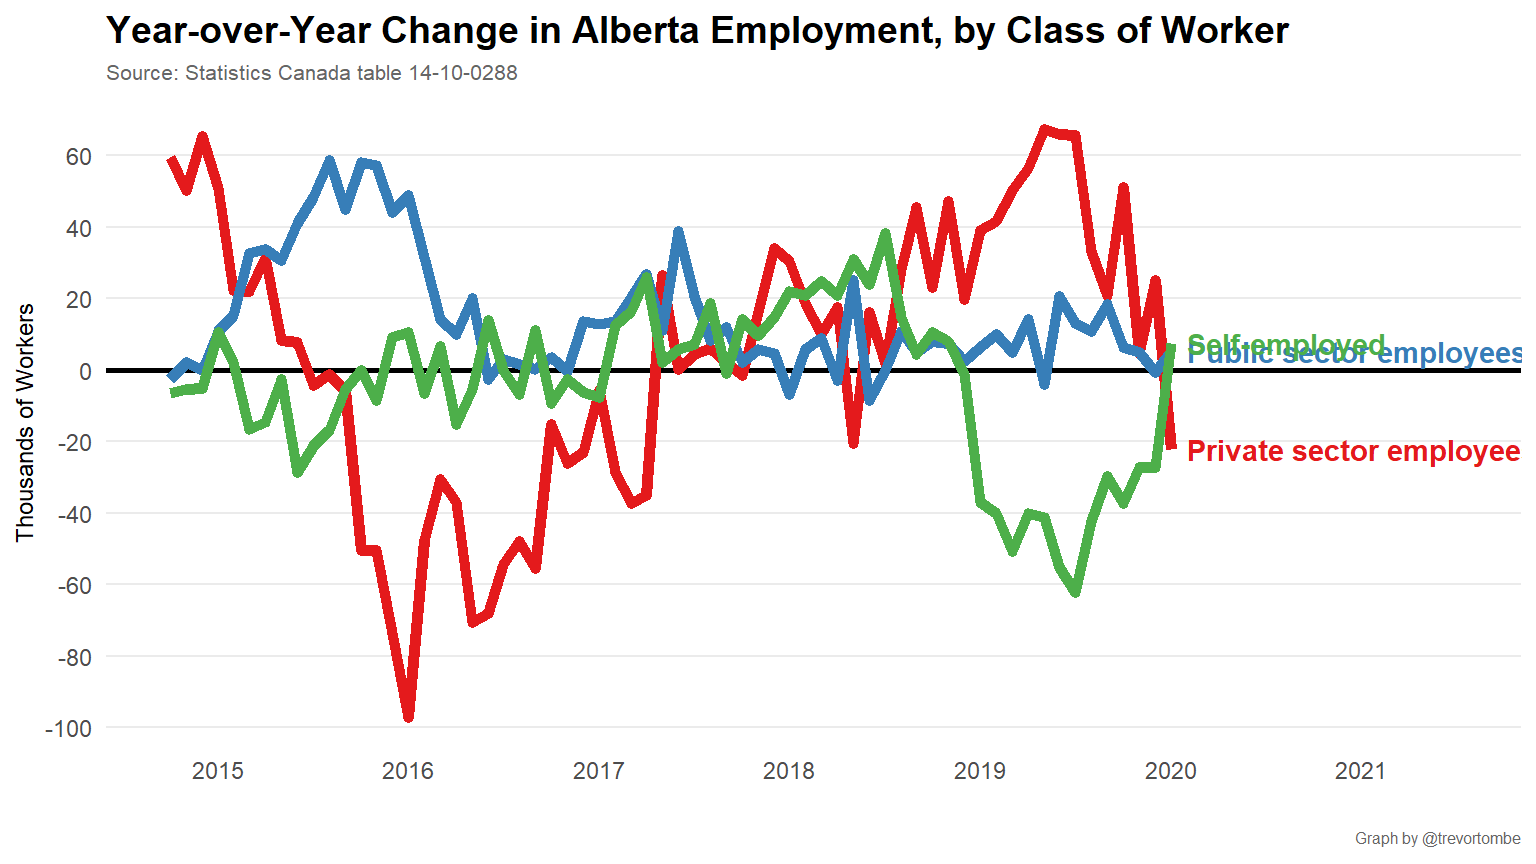 Year-over-Year Change in Alberta Employment, by Class of Worker
Source: Statistics Canada table 14-10-0288
Thousands of Workers
60
40
20
0
-20
-40
-60
-80
-100
Self-employed
Public sector employees
Private sector employee
2015
2016
2017
2018
2019
2020
2021
Graph by @trevortombe